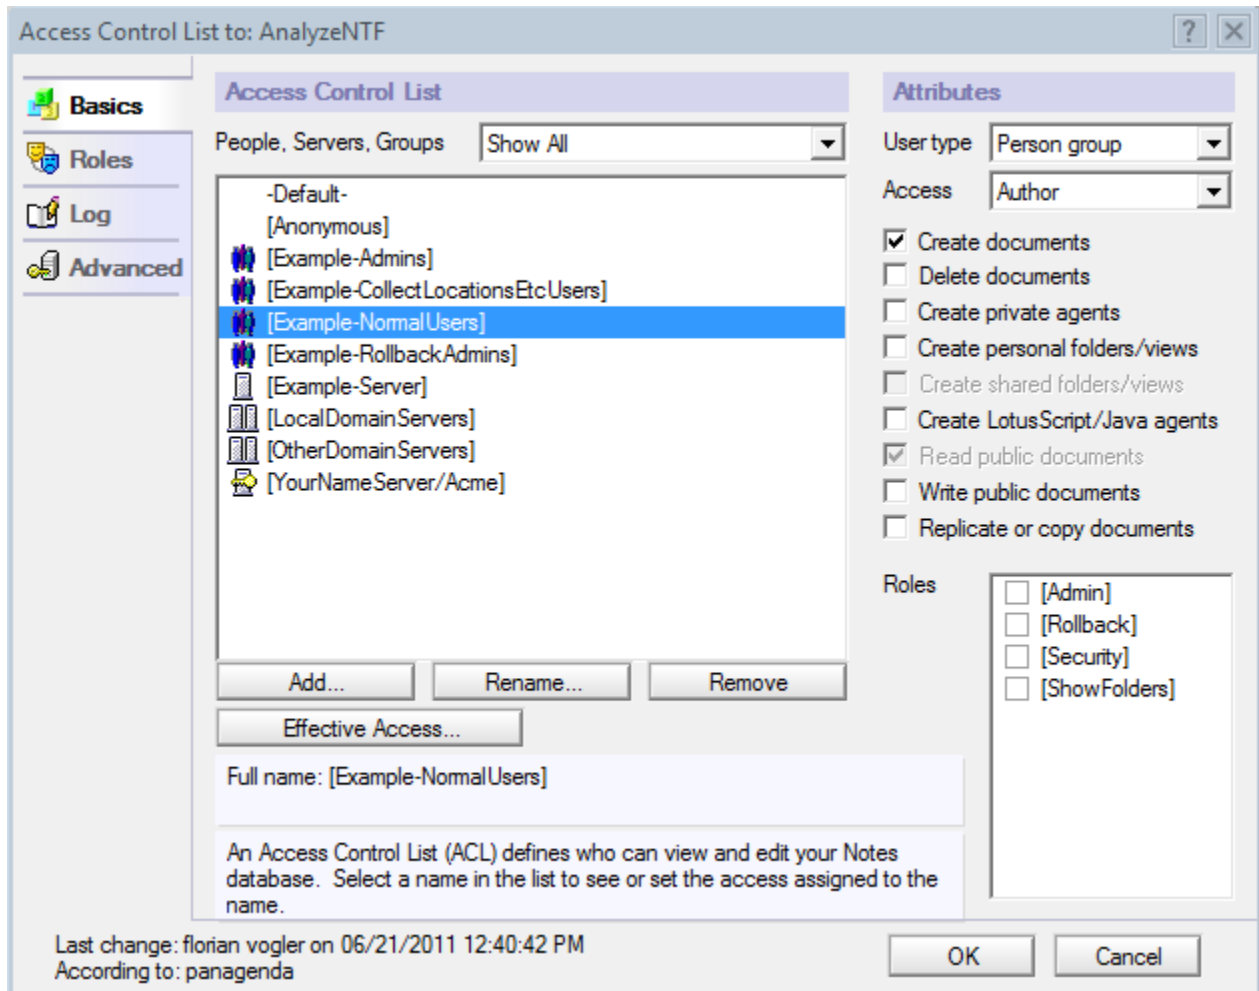 Access Control List to: AnalyzeNTF
?
Basics
Roles
Log
Advanced
Access Control List
People, Servers, Groups
Show All
-Default-
[Anonymous]
[Example-Admins]
[Example-CollectLocationsEtcUsers]
[Example-NormalUsers]
[Example-RollbackAdmins]
[Example-Server]
[LocalDomainServers]
[OtherDomainServers]
[YourNameServer/Acme]
Add...
Rename...
Remove
Effective Access...
Full name: [Example-NormalUsers]
An Access Control List (ACL) defines who can view and edit your Notes
database.  Select a name in the list to see or set the access assigned to the
name.
Attributes
User type
Person group
Access
Author
Create documents
Delete documents
Create private agents
Create personal folders/views
Create shared folders/views
Create LotusScript/Java agents
Read public documents
Write public documents
Replicate or copy documents
Roles
[Admin]
[Rollback]
[Security]
[ShowFolders]
Last change: florian vogler on 06/21/2011 12:40:42 PM
According to: panagenda
OK
Cancel